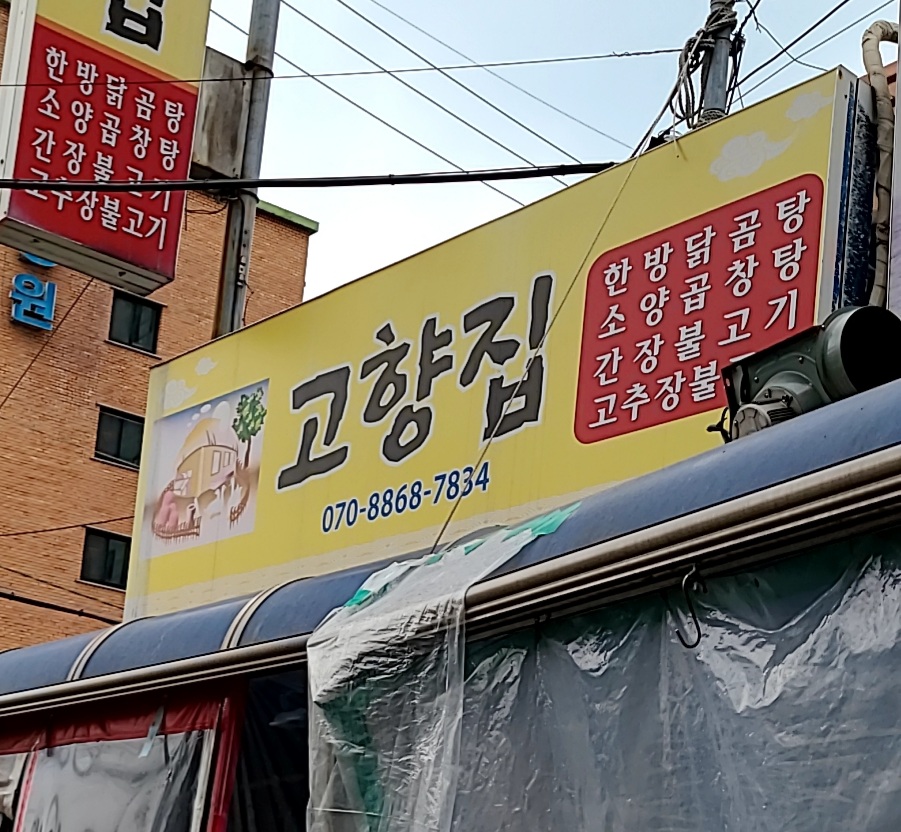 집
한방닭곰탕
소양곱창탕
간장불고기
고추장불고기
원
고향집
070-8868-7834
한방닭곰탕
소양곱창탕
간장불고기
고추장불고